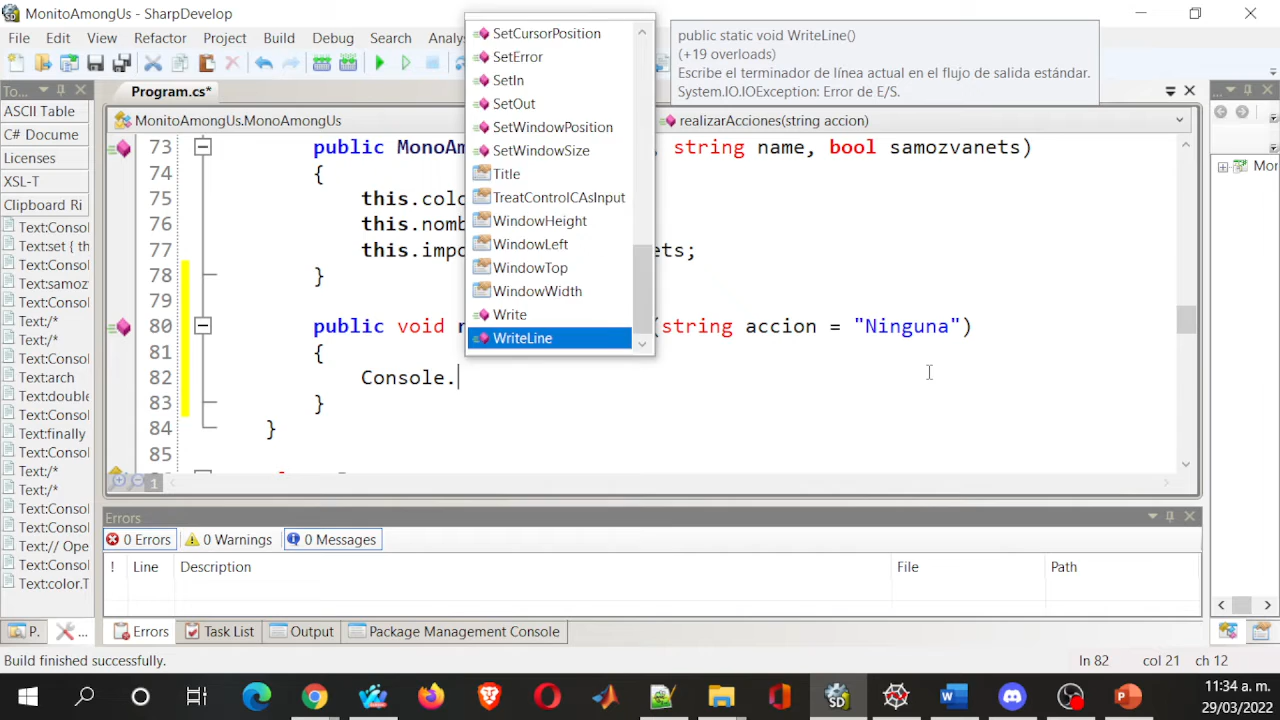 MonitoAmongUs - SharpDevelop
File Edit View Refactor Project Build Debug Search Analy
To...
Program.cs*
ASCII Table
C# Docume
Licenses
XSL-T
Clipboard Ri
Text:Consol
Text:set { th
Text:Consol
Text:samoz
Text:Consol
Text:/*
Text:/*
Text:Consol
Text:arch
Text:double
Text:Consol
Text:finally
Text:Consol
Text:/*
Text:/*
Text:Consol
Text:Consol
Text:// Ope
Text:Consol
Text:color.T
MonitoAmongUs.MonoAmongUs
realizarAcciones(string accion)
73 public MonoAm , string name, bool samozvanets)
74 {
75 this.colo
76 this.nomb
77 this.impo ets;
78 }
79
80 public void r (string accion = "Ninguna")
81 {
82 Console.
83 }
84 }
85
SetCursorPosition
SetError
SetIn
SetOut
SetWindowPosition
SetWindowSize
Title
TreatControlCAsInput
WindowHeight
WindowLeft
WindowTop
WindowWidth
Write
WriteLine
public static void WriteLine()
(+19 overloads)
Escribe el terminador de línea actual en el flujo de salida estándar.
System.IO.IOException: Error de E/S.
Mor
1
Errors
0 Errors 0 Warnings 0 Messages
! Line Description File Path
P. ... Errors Task List Output Package Management Console
Build finished successfully. ln 82 col 21 ch 12
11:34 a. m.
29/03/2022